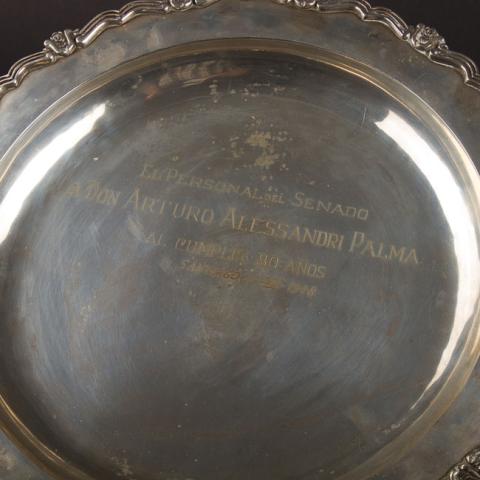 EL PERSONAL DEL SENADO
A DON ARTURO ALESSANDRI PALMA
AL CUMPLIR 80 AÑOS
SANTIAGO 1948